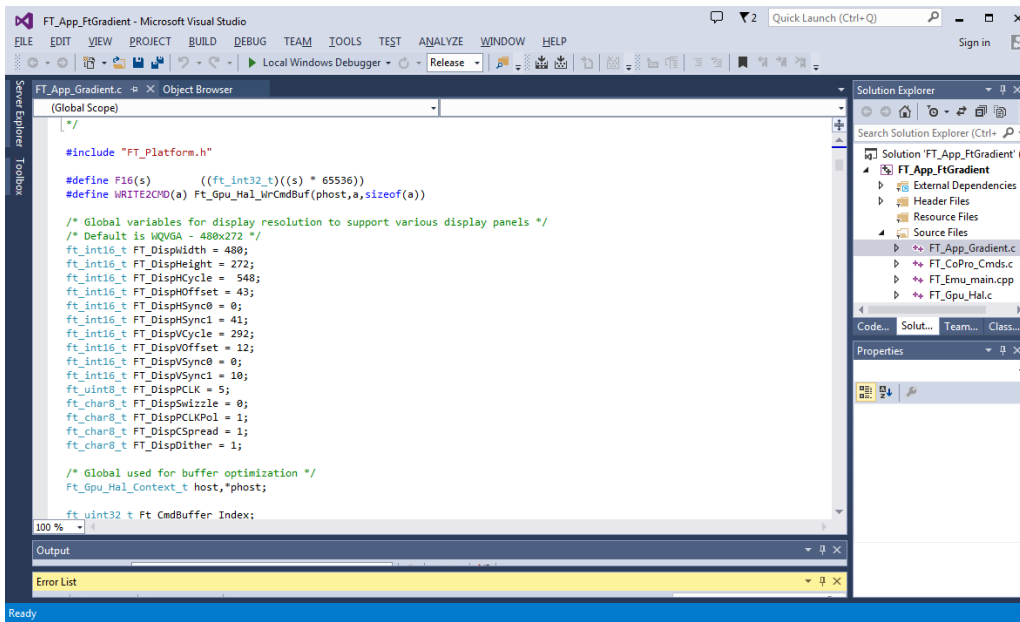 FT_App_FtGradient - Microsoft Visual Studio
2
Quick Launch (Ctrl+Q)
FILE EDIT VIEW PROJECT BUILD DEBUG TEAM TOOLS TEST ANALYZE WINDOW HELP
Sign in
Local Windows Debugger
Release
Server Explorer
Toolbox
FT_App_Gradient.c
Object Browser
(Global Scope)
*/
#include "FT_Platform.h"
#define F16(s)        ((ft_int32_t)((s) * 65536))
#define WRITE2CMD(a) Ft_Gpu_Hal_WrCmdBuf(phost,a,sizeof(a))
/* Global variables for display resolution to support various display panels */
/* Default is WQVGA - 480x272 */
ft_int16_t FT_DispWidth = 480;
ft_int16_t FT_DispHeight = 272;
ft_int16_t FT_DispHCycle =  548;
ft_int16_t FT_DispHOffset = 43;
ft_int16_t FT_DispHSync0 = 0;
ft_int16_t FT_DispHSync1 = 41;
ft_int16_t FT_DispVCycle = 292;
ft_int16_t FT_DispVOffset = 12;
ft_int16_t FT_DispVSync0 = 0;
ft_int16_t FT_DispVSync1 = 10;
ft_uint8_t FT_DispPCLK = 5;
ft_char8_t FT_DispSwizzle = 0;
ft_char8_t FT_DispPCLKPol = 1;
ft_char8_t FT_DispCSpread = 1;
ft_char8_t FT_DispDither = 1;
/* Global used for buffer optimization */
Ft_Gpu_Hal_Context_t host,*phost;
ft_uint32_t Ft_CmdBuffer_Index;
100 %
Output
Error List
Ready
Solution Explorer
Search Solution Explorer (Ctrl+
Solution 'FT_App_FtGradient' (
FT_App_FtGradient
External Dependencies
Header Files
Resource Files
Source Files
FT_App_Gradient.c
FT_CoPro_Cmds.c
FT_Emu_main.cpp
FT_Gpu_Hal.c
Code... Solut... Team... Class...
Properties